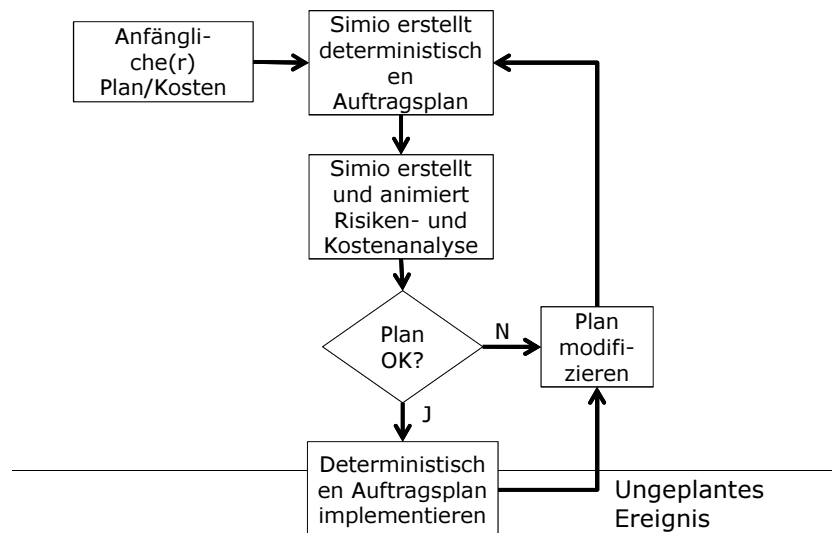 Anfängli-
che(r)
Plan/Kosten
Simio erstellt
deterministisch
en
Auftragsplan
Simio erstellt
und animiert
Risiken- und
Kostenanalyse
Plan
OK?
N
Plan
modifi-
zieren
J
Deterministisch
en Auftragsplan
implementieren
Ungeplantes
Ereignis